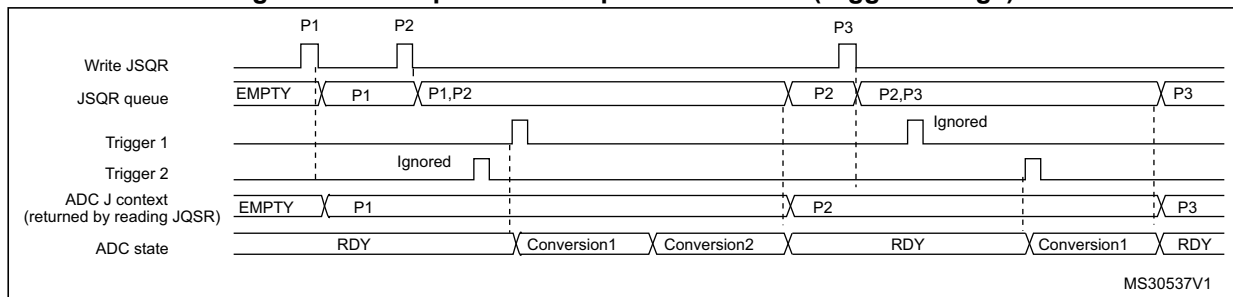 P1 P2 P3
Write JSQR
JSQR queue EMPTY P1 P1,P2 P2 P2,P3 P3
Trigger 1 Ignored
Trigger 2 Ignored
ADC J context
(returned by reading JQSR) EMPTY P1 P2 P3
ADC state RDY Conversion1 Conversion2 RDY Conversion1 RDY
MS30537V1